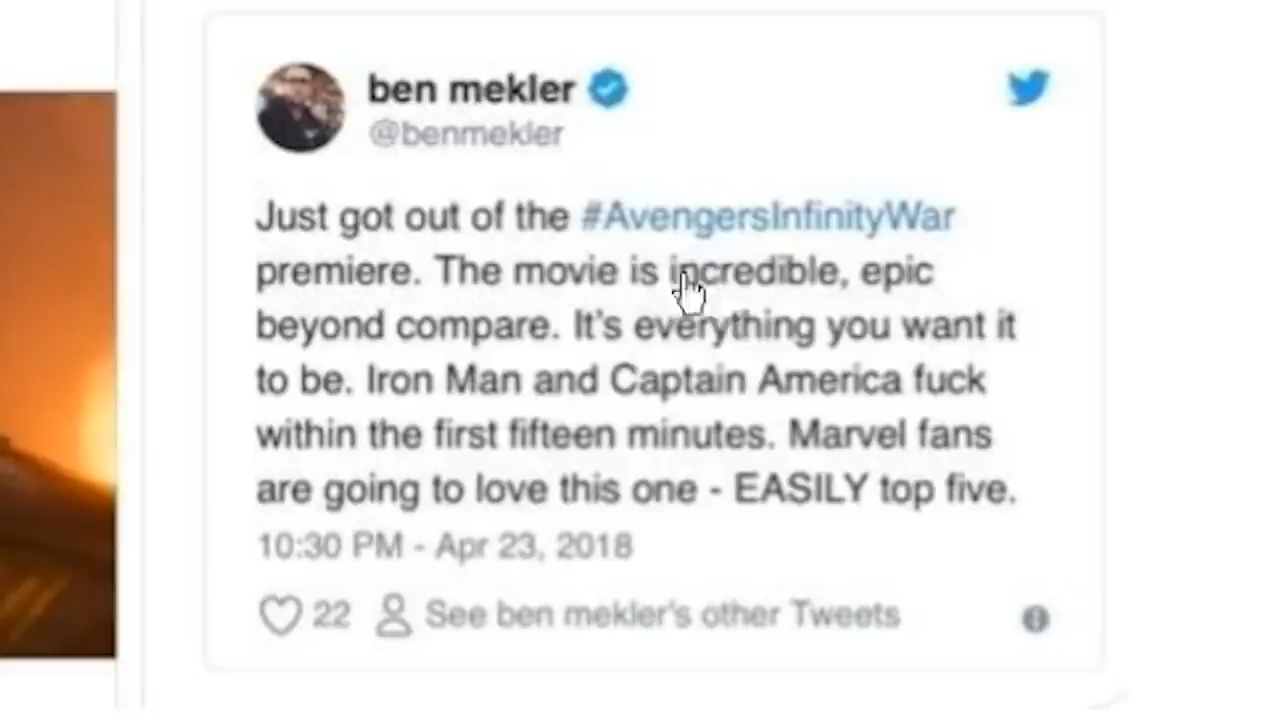 ben mekler
@benmekler
Just got out of the #AvengersInfinityWar
premiere. The movie is incredible, epic
beyond compare. It's everything you want it
to be. Iron Man and Captain America fuck
within the first fifteen minutes. Marvel fans
are going to love this one - EASILY top five.
10:30 PM - Apr 23, 2018
22 See ben mekler's other Tweets